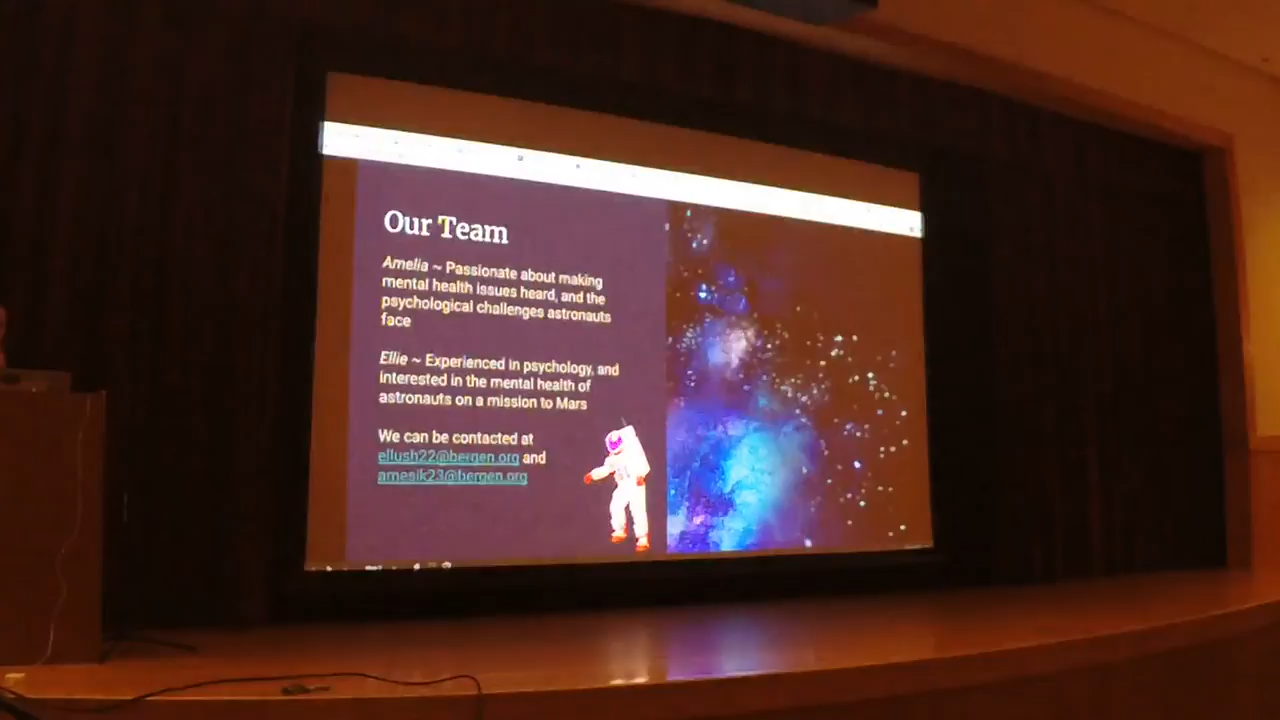 Our Team
Amelia ~ Passionate about making
mental health issues heard, and the
psychological challenges astronauts
face
Ellie ~ Experienced in psychology, and
interested in the mental health of
astronauts on a mission to Mars
We can be contacted at
ellush22@bergen.org and
amesik23@bergen.org